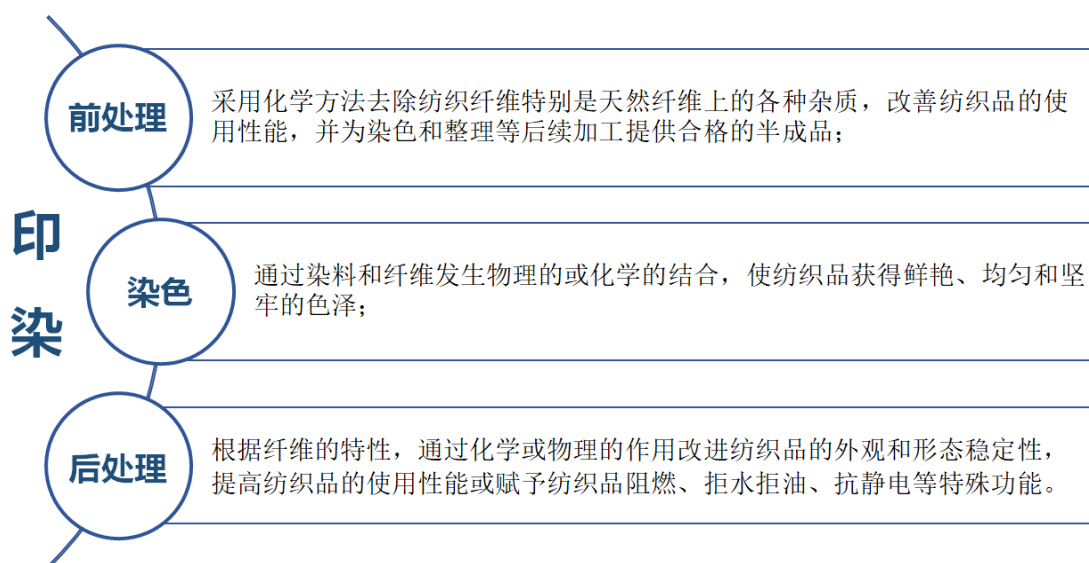 印染
前处理
采用化学方法去除纺织纤维特别是天然纤维上的各种杂质，改善纺织品的使
用性能，并为染色和整理等后续加工提供合格的半成品；
染色
通过染料和纤维发生物理的或化学的结合，使纺织品获得鲜艳、均匀和坚
牢的色泽；
后处理
根据纤维的特性，通过化学或物理的作用改进纺织品的外观和形态稳定性，
提高纺织品的使用性能或赋予纺织品阻燃、拒水拒油、抗静电等特殊功能。